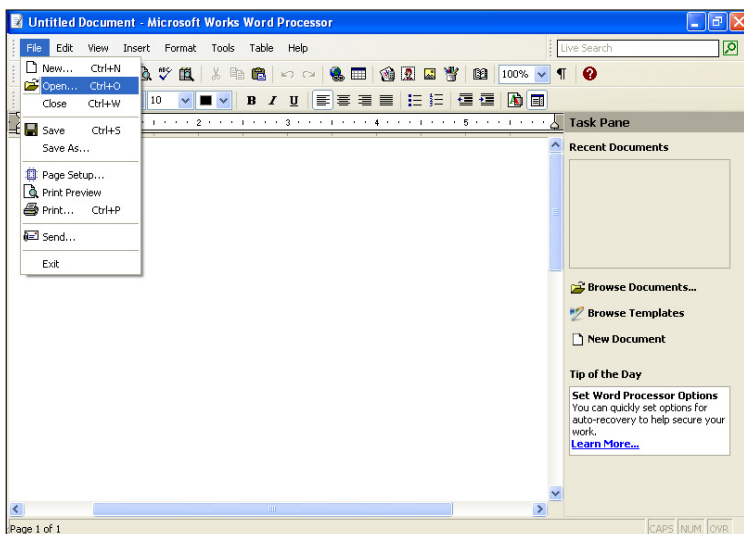 Untitled Document - Microsoft Works Word Processor
File Edit View Insert Format Tools Table Help
Live Search
New... Ctrl+N
100%
Open... Ctrl+O
10
B I U
Close Ctrl+W
2 3 4 5
Save Ctrl+S
Save As...
Page Setup...
Print Preview
Print... Ctrl+P
Send...
Exit
Task Pane
Recent Documents
Browse Documents...
Browse Templates
New Document
Tip of the Day
Set Word Processor Options
You can quickly set options for
auto-recovery to help secure your
work.
Learn More...
Page 1 of 1
CAPS NUM OVR